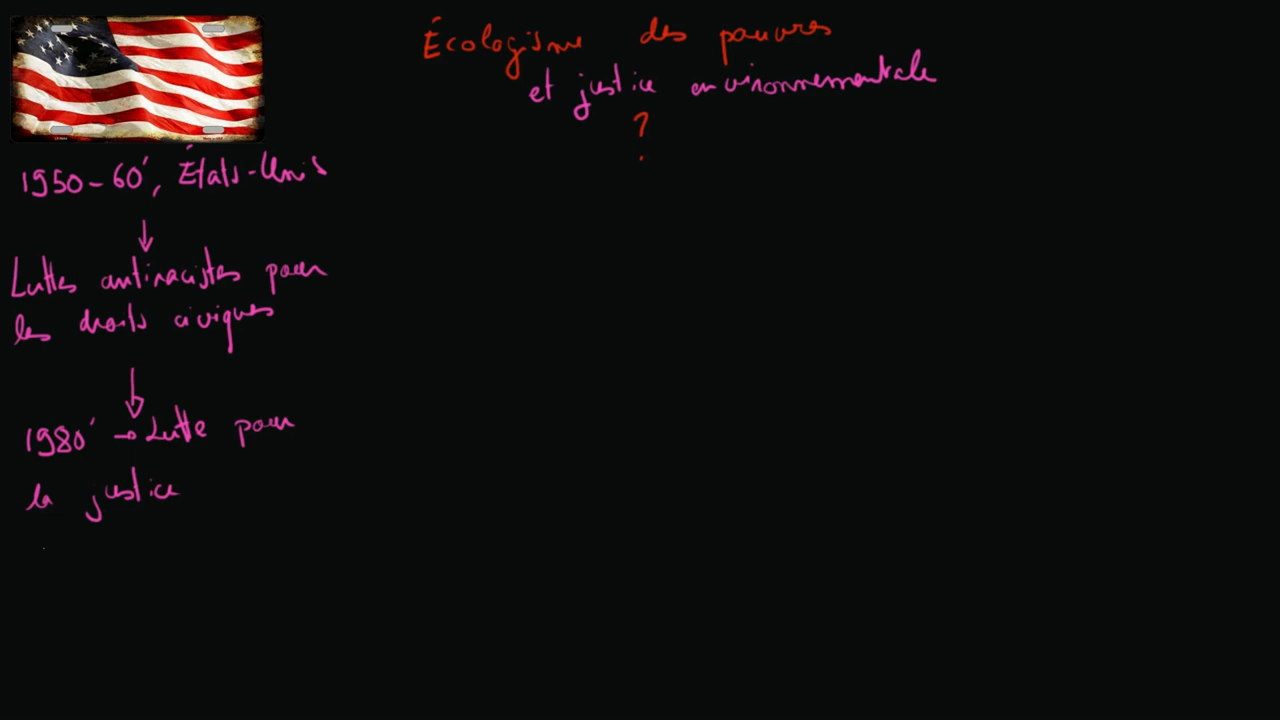 Écologisme des pauvres
et justice environnementale
?
1950-60', États-Unis
↓
Luttes antiracistes pour
les droits civiques
↓
1980' → Lutte pour
la justice